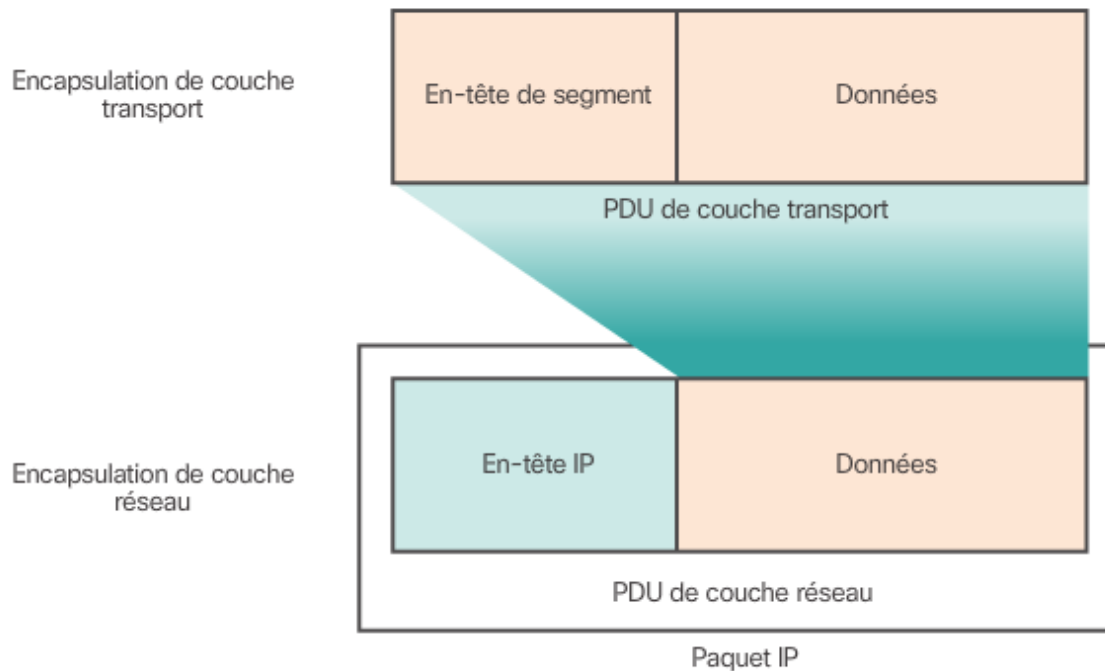 Encapsulation de couche
transport
En-tête de segment
Données
PDU de couche transport
Encapsulation de couche
réseau
En-tête IP
Données
PDU de couche réseau
Paquet IP